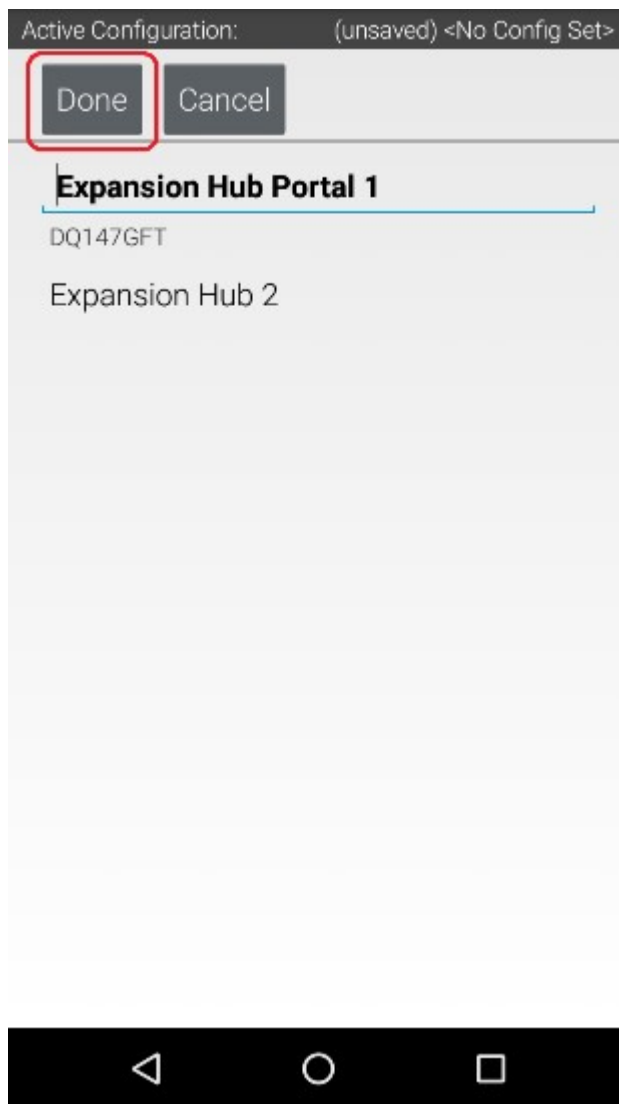 Active Configuration: (unsaved) <No Config Set>
Done Cancel
Expansion Hub Portal 1
DQ147GFT
Expansion Hub 2